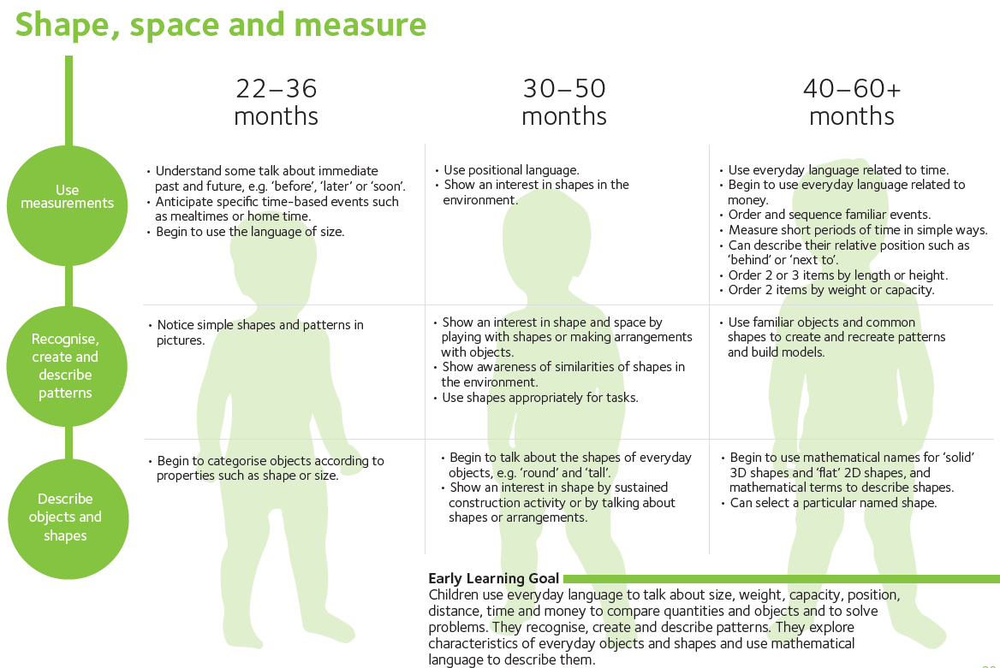 Shape, space and measure
22–36
months
30–50
months
40–60+
months
Use
measurements
• Understand some talk about immediate
past and future, e.g. ‘before’, ‘later’ or ‘soon’.
• Anticipate specific time-based events such
as mealtimes or home time.
• Begin to use the language of size.
• Use positional language.
• Show an interest in shapes in the
environment.
• Use everyday language related to time.
• Begin to use everyday language related to
money.
• Order and sequence familiar events.
• Measure short periods of time in simple ways.
• Can describe their relative position such as
‘behind’ or ‘next to’.
• Order 2 or 3 items by length or height.
• Order 2 items by weight or capacity.
Recognise,
create and
describe
patterns
• Notice simple shapes and patterns in
pictures.
• Show an interest in shape and space by
playing with shapes or making arrangements
with objects.
• Show awareness of similarities of shapes in
the environment.
• Use shapes appropriately for tasks.
• Use familiar objects and common
shapes to create and recreate patterns
and build models.
Describe
objects and
shapes
• Begin to categorise objects according to
properties such as shape or size.
• Begin to talk about the shapes of everyday
objects, e.g. ‘round’ and ‘tall’.
• Show an interest in shape by sustained
construction activity or by talking about
shapes or arrangements.
• Begin to use mathematical names for ‘solid’
3D shapes and ‘flat’ 2D shapes, and
mathematical terms to describe shapes.
• Can select a particular named shape.
Early Learning Goal
Children use everyday language to talk about size, weight, capacity, position,
distance, time and money to compare quantities and objects and to solve
problems. They recognise, create and describe patterns. They explore
characteristics of everyday objects and shapes and use mathematical
language to describe them.